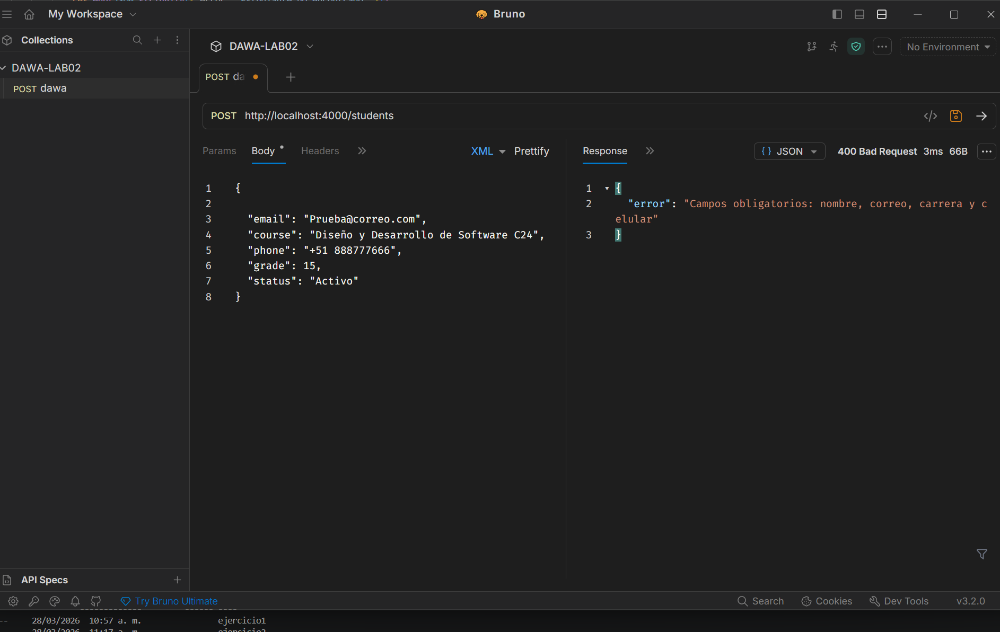 My Workspace
Bruno
Collections
DAWA-LAB02
No Environment
DAWA-LAB02
POST da
POST dawa
POST http://localhost:4000/students
Params Body Headers XML Prettify
Response JSON 400 Bad Request 3ms 66B
1 {
2
3 "email": "Prueba@correo.com",
4 "course": "Diseño y Desarrollo de Software C24",
5 "phone": "+51 888777666",
6 "grade": 15,
7 "status": "Activo"
8 }
1 {
2 "error": "Campos obligatorios: nombre, correo, carrera y c
elular"
3 }
API Specs
Try Bruno Ultimate
Search Cookies Dev Tools v3.2.0
-- 28/03/2026 10:57 a. m. ejercicio1